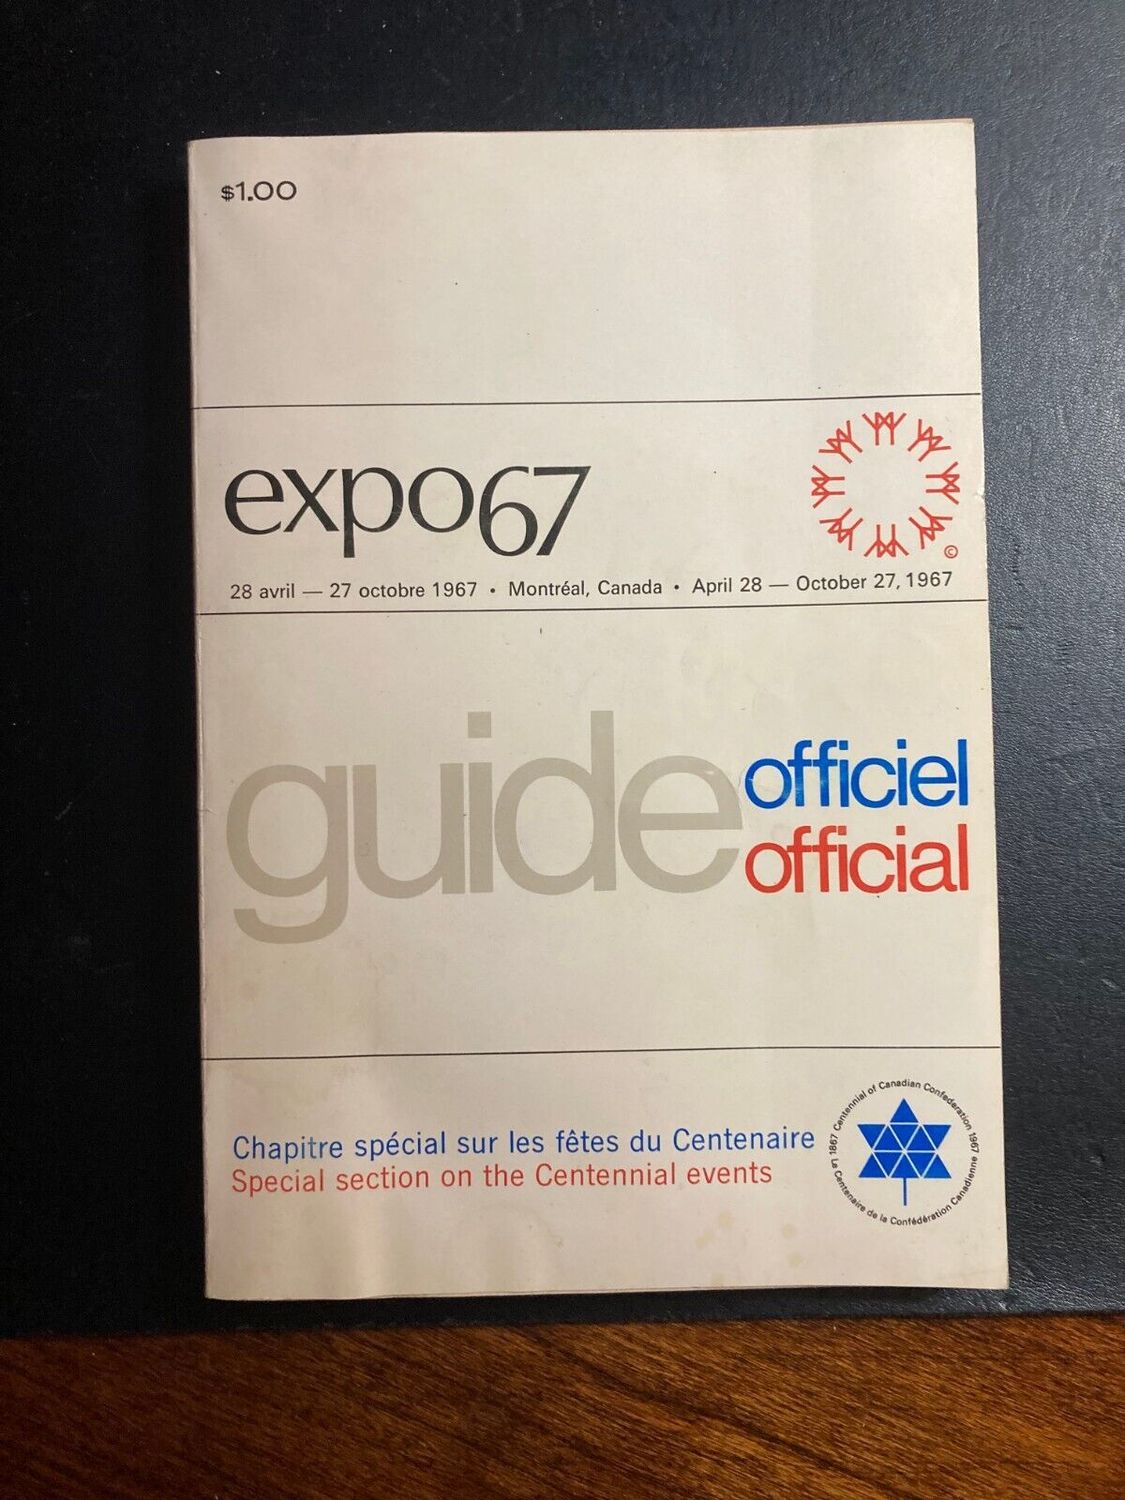 $1.00
expo67
28 avril — 27 octobre 1967 • Montréal, Canada • April 28 — October 27, 1967
©
guide officiel
official
Chapitre spécial sur les fêtes du Centenaire
Special section on the Centennial events
1867 Centennial of Canadian Confederation 1967
Le Centenaire de la Confédération Canadienne